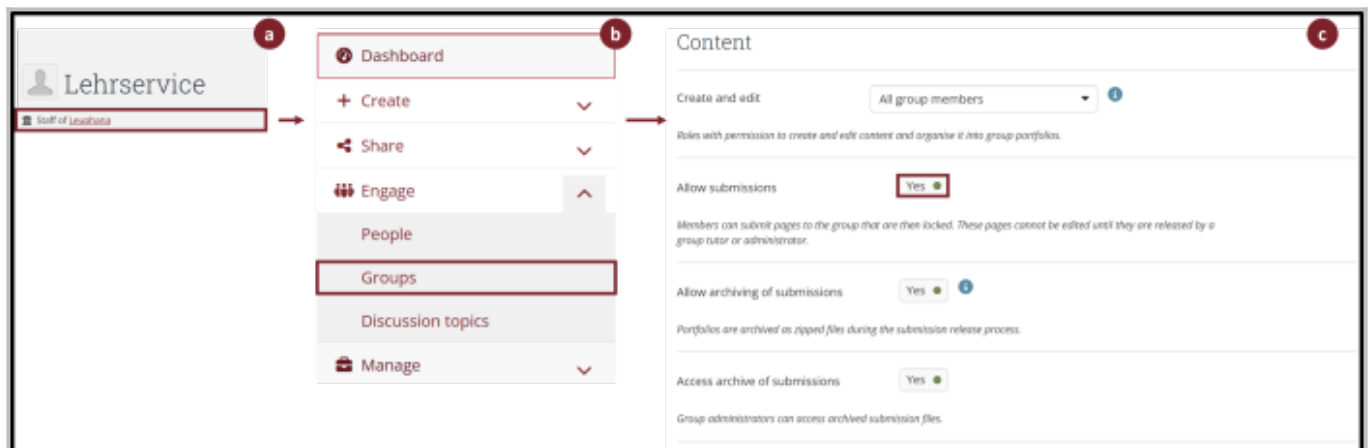 a
Lehrservice
Staff of Leuphana
b
Dashboard
Create
Share
Engage
People
Groups
Discussion topics
Manage
c
Content
Create and edit
All group members
Roles with permission to create and edit content and organise it into group portfolios.
Allow submissions
Yes
Members can submit pages to the group that are then locked. These pages cannot be edited until they are released by a
group tutor or administrator.
Allow archiving of submissions
Yes
Portfolios are archived as zipped files during the submission release process.
Access archive of submissions
Yes
Group administrators can access archived submission files.